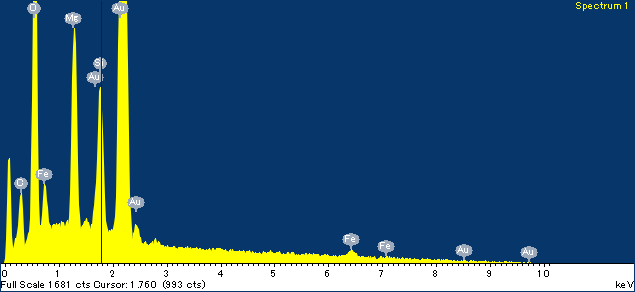 Spectrum 1
O Au
Mg
Si
Au
Fe
Au
Fe Fe Au Au
0 1 2 3 4 5 6 7 8 9 10
Full Scale 1681 cts Cursor: 1.760 (993 cts) keV